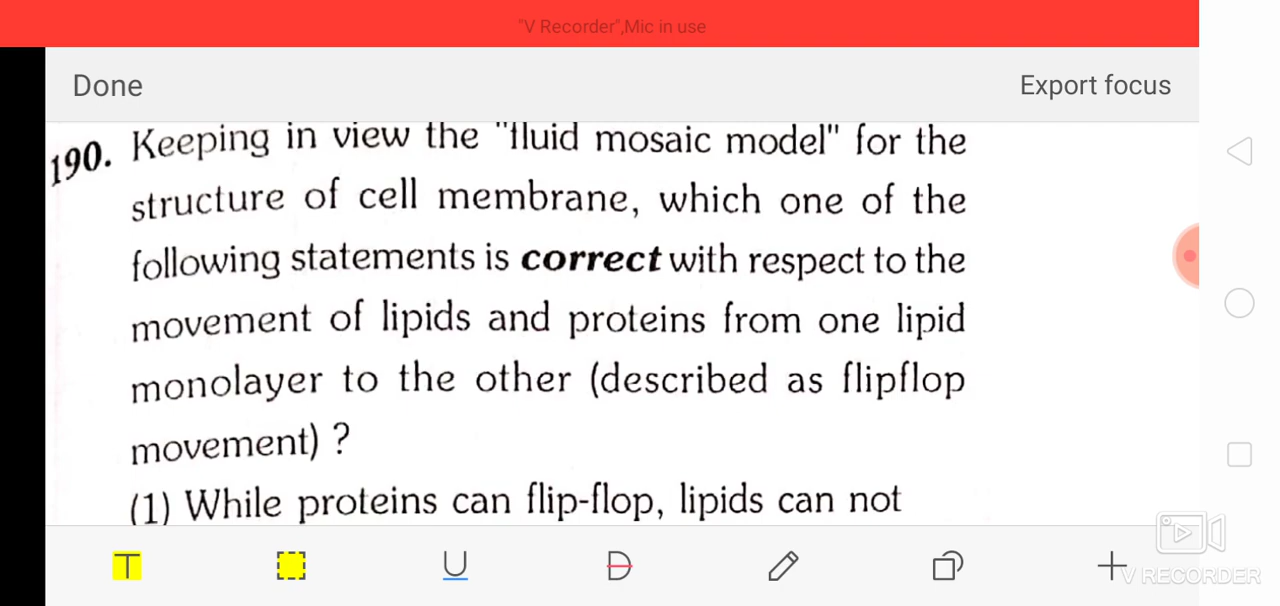 "V Recorder",Mic in use
Done
Export focus
190. Keeping in view the "fluid mosaic model" for the
structure of cell membrane, which one of the
following statements is correct with respect to the
movement of lipids and proteins from one lipid
monolayer to the other (described as flipflop
movement) ?
(1) While proteins can flip-flop, lipids can not
T
U
D
V RECORDER